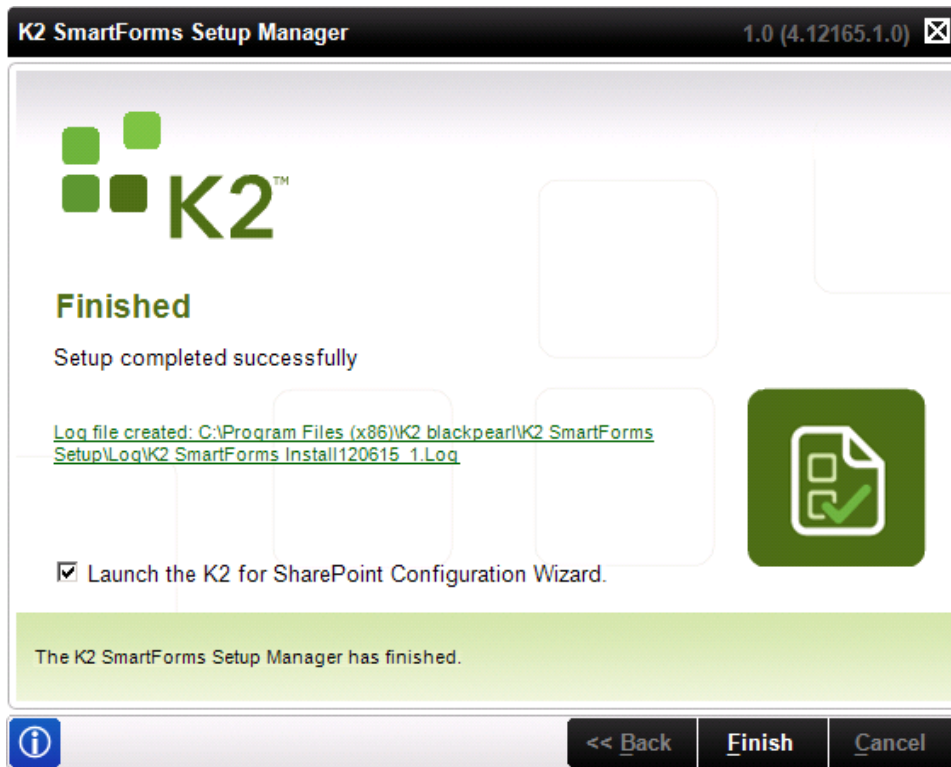 K2 SmartForms Setup Manager 1.0 (4.12165.1.0)
K2™
Finished
Setup completed successfully
Log file created: C:\Program Files (x86)\K2 blackpearl\K2 SmartForms
Setup\Log\K2 SmartForms Install120615_1.Log
Launch the K2 for SharePoint Configuration Wizard.
The K2 SmartForms Setup Manager has finished.
<< Back Finish Cancel